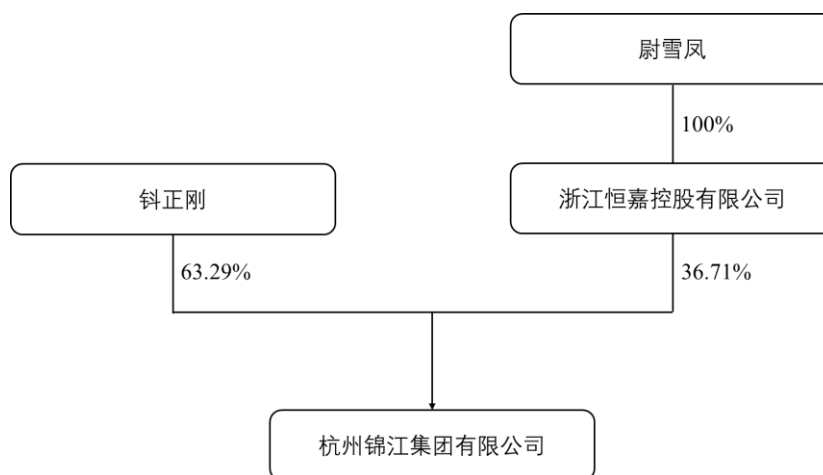 尉雪凤
100%
钭正刚
浙江恒嘉控股有限公司
63.29%
36.71%
杭州锦江集团有限公司